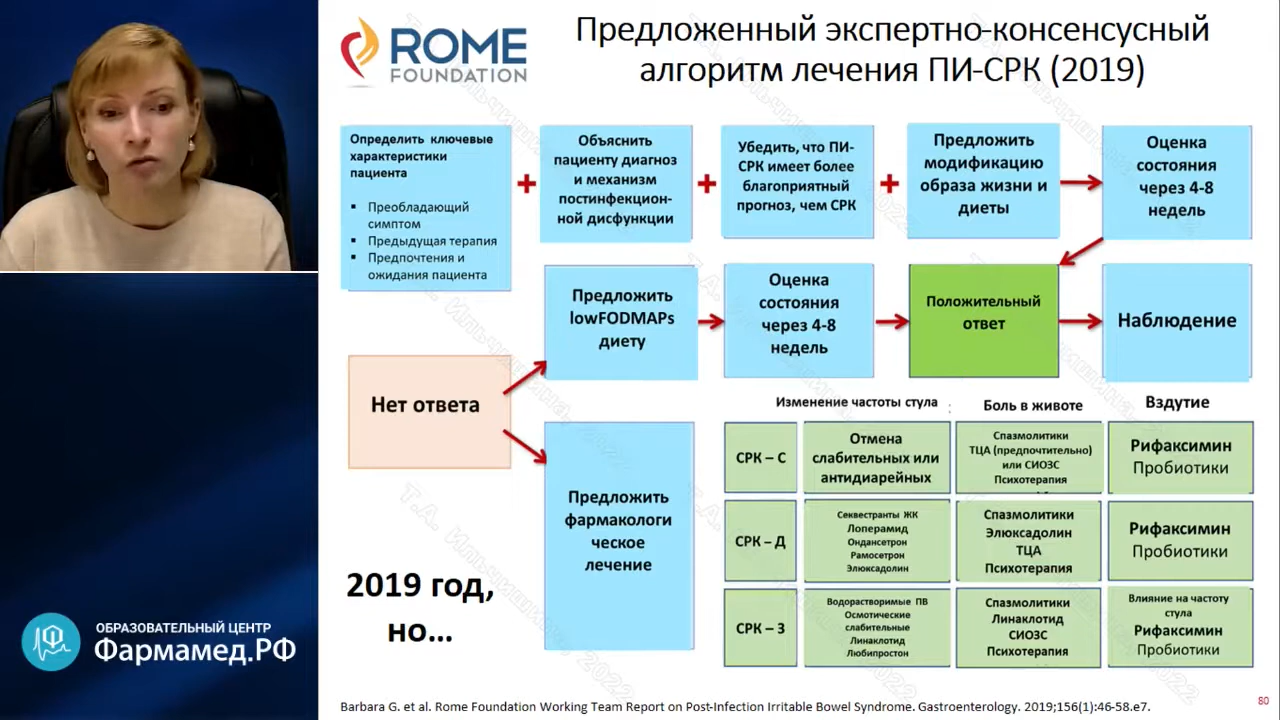 ROME
FOUNDATION
Предложенный экспертно-консенсусный
алгоритм лечения ПИ-СРК (2019)
Определить ключевые
характеристики
пациента
▪ Преобладающий
симптом
▪ Предыдущая терапия
▪ Предпочтения и
ожидания пациента
+
Объяснить
пациенту диагноз
и механизм
постинфекцион-
ной дисфункции
+
Убедить, что ПИ-
СРК имеет более
благоприятный
прогноз, чем СРК
+
Предложить
модификацию
образа жизни и
диеты
Оценка
состояния
через 4-8
недель
Предложить
lowFODMAPs
диету
Оценка
состояния
через 4-8
недель
Положительный
ответ
Наблюдение
Нет ответа
Предложить
фармакологи
ческое
лечение
Изменение частоты стула
Боль в животе
Вздутие
СРК – С
Отмена
слабительных или
антидиарейных
Спазмолитики
ТЦА (предпочтительно)
или СИОЗС
Психотерапия
Рифаксимин
Пробиотики
СРК – Д
Секвестранты ЖК
Лоперамид
Ондансетрон
Рамосетрон
Элюксадолин
Спазмолитики
Элюксадолин
ТЦА
Психотерапия
Рифаксимин
Пробиотики
СРК – З
Водорастворимые ПВ
Осмотические
слабительные
Линаклотид
Любипростон
Спазмолитики
Линаклотид
СИОЗС
Психотерапия
Влияние на частоту
стула
Рифаксимин
Пробиотики
2019 год,
но...
ОБРАЗОВАТЕЛЬНЫЙ ЦЕНТР
Фармамед.РФ
Barbara G. et al. Rome Foundation Working Team Report on Post-Infection Irritable Bowel Syndrome. Gastroenterology. 2019;156(1):46-58.e7.
80
Т.А. Ильчишина, 2022